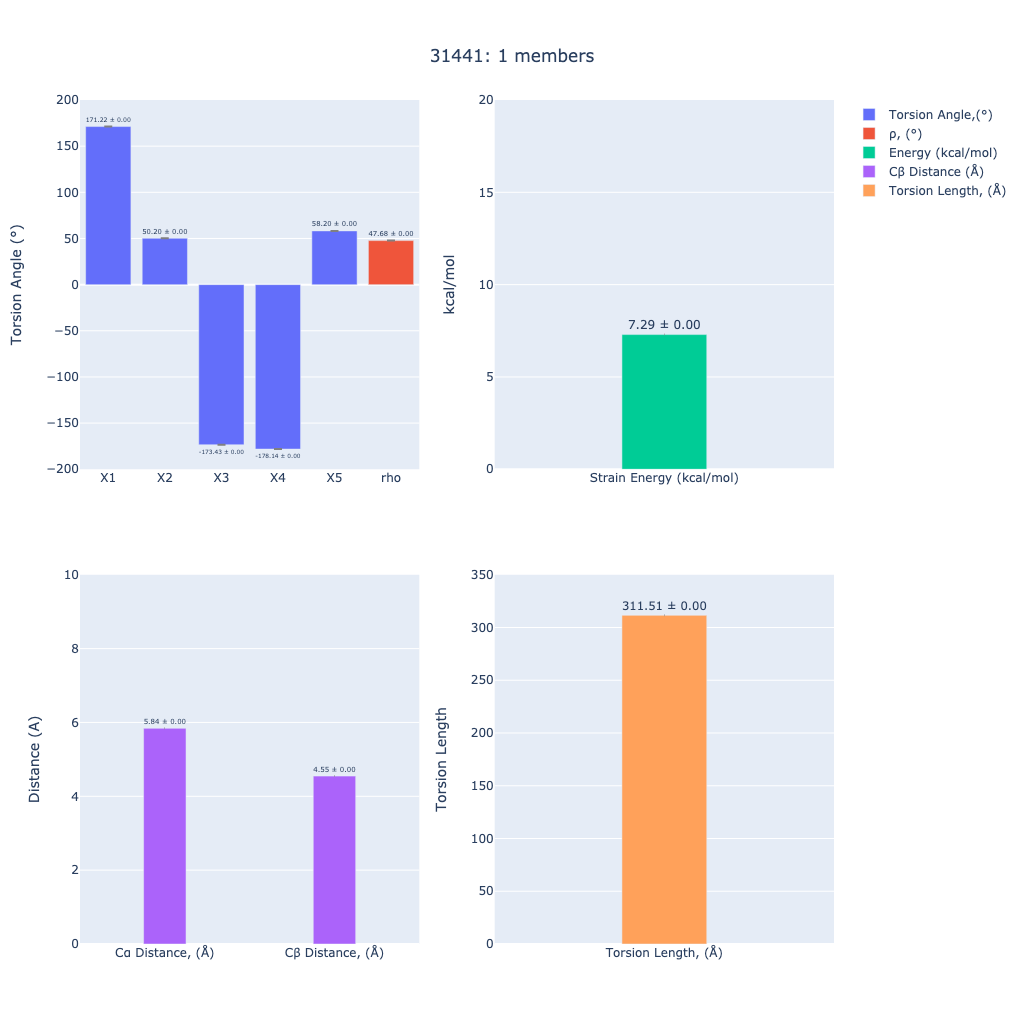 31441: 1 members
Torsion Angle (°)
200
150
100
50
0
−50
−100
−150
−200
171.22 ± 0.00
50.20 ± 0.00
-173.43 ± 0.00
-178.14 ± 0.00
58.20 ± 0.00
47.68 ± 0.00
X1 X2 X3 X4 X5 rho
kcal/mol
20
15
10
5
0
7.29 ± 0.00
Strain Energy (kcal/mol)
Torsion Angle,(°)
ρ, (°)
Energy (kcal/mol)
Cβ Distance (Å)
Torsion Length, (Å)
Distance (A)
10
8
6
4
2
0
5.84 ± 0.00
4.55 ± 0.00
Cα Distance, (Å) Cβ Distance, (Å)
Torsion Length
350
300
250
200
150
100
50
0
311.51 ± 0.00
Torsion Length, (Å)